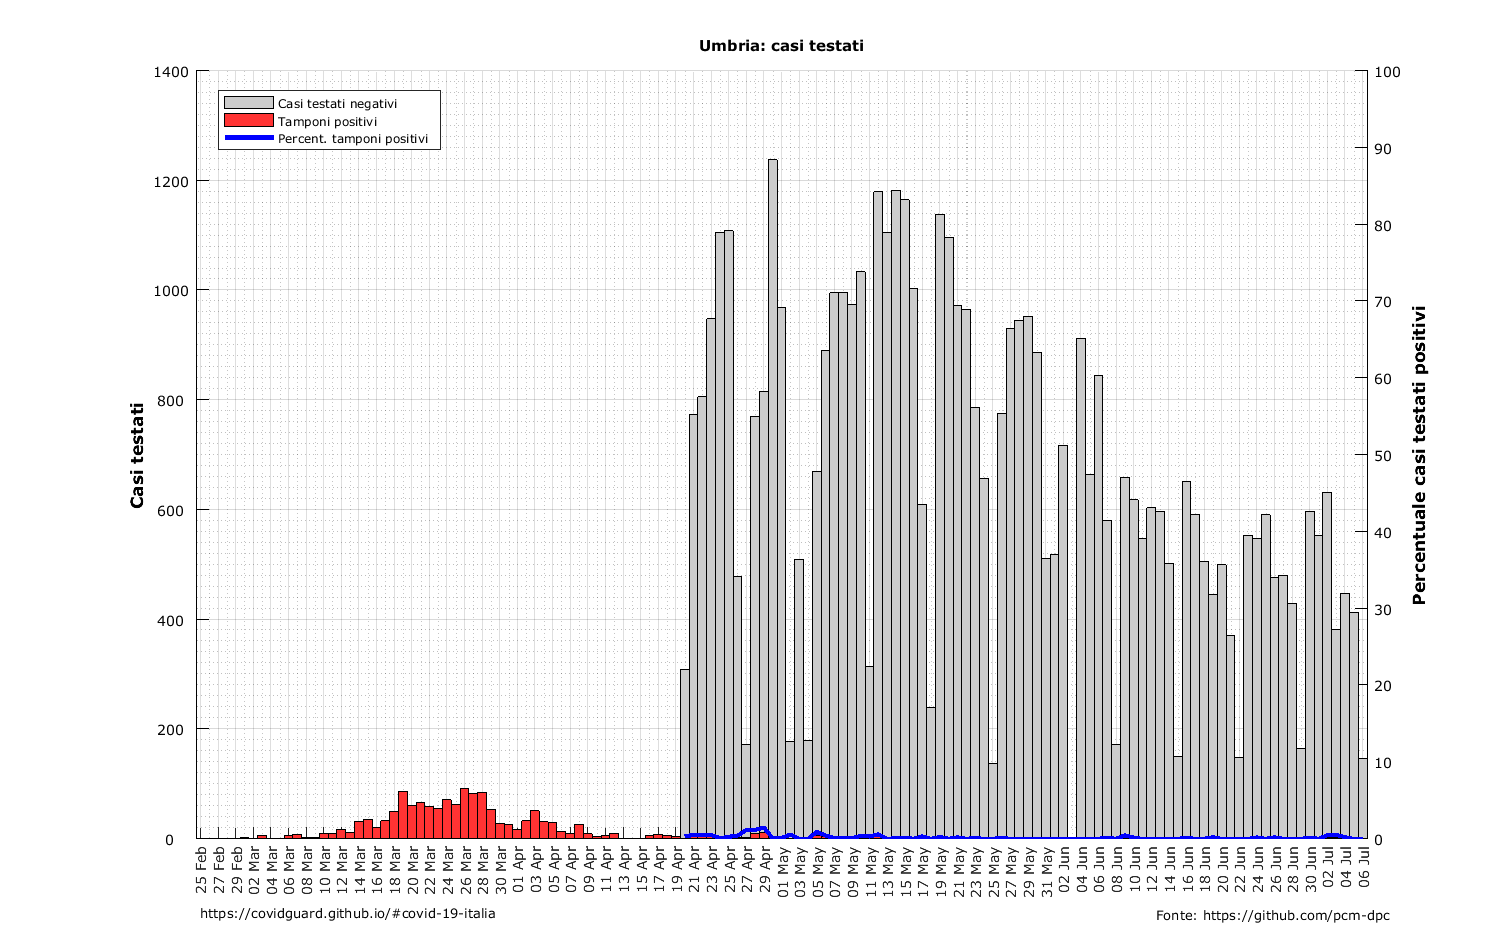 Umbria: casi testati
Casi testati negativi
Tamponi positivi
Percent. tamponi positivi
Casi testati
1400
1200
1000
800
600
400
200
0
Percentuale casi testati positivi
100
90
80
70
60
50
40
30
20
10
0
25 Feb
27 Feb
29 Feb
02 Mar
04 Mar
06 Mar
08 Mar
10 Mar
12 Mar
14 Mar
16 Mar
18 Mar
20 Mar
22 Mar
24 Mar
26 Mar
28 Mar
30 Mar
01 Apr
03 Apr
05 Apr
07 Apr
09 Apr
11 Apr
13 Apr
15 Apr
17 Apr
19 Apr
21 Apr
23 Apr
25 Apr
27 Apr
29 Apr
01 May
03 May
05 May
07 May
09 May
11 May
13 May
15 May
17 May
19 May
21 May
23 May
25 May
27 May
29 May
31 May
02 Jun
04 Jun
06 Jun
08 Jun
10 Jun
12 Jun
14 Jun
16 Jun
18 Jun
20 Jun
22 Jun
24 Jun
26 Jun
28 Jun
30 Jun
02 Jul
04 Jul
06 Jul
https://covidguard.github.io/#covid-19-italia
Fonte: https://github.com/pcm-dpc